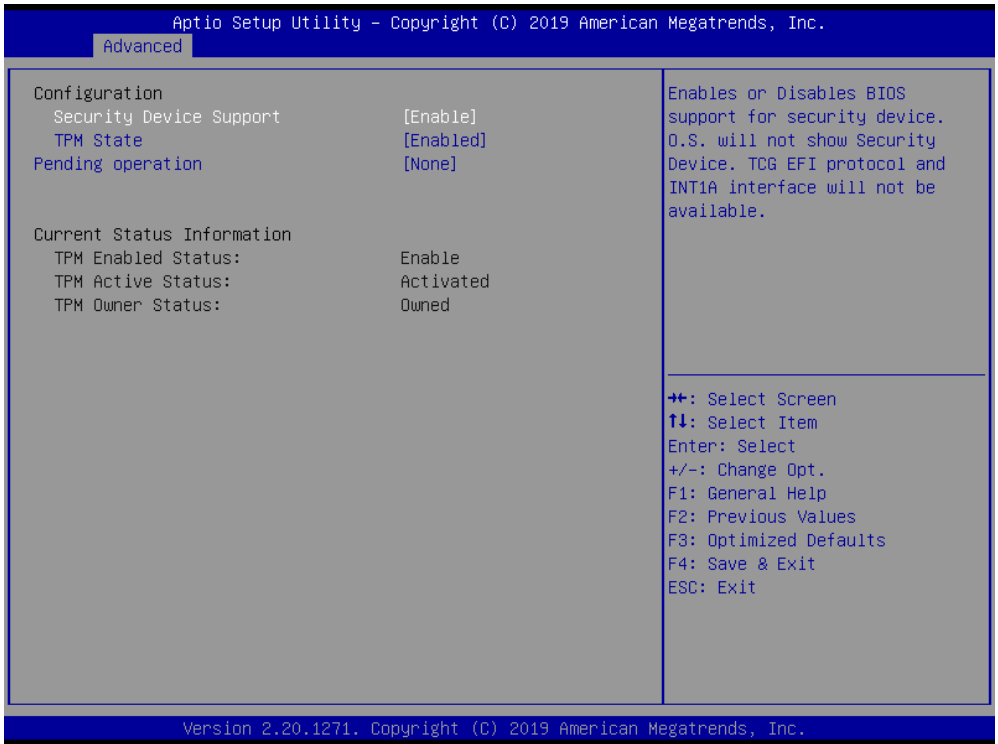 Aptio Setup Utility – Copyright (C) 2019 American Megatrends, Inc.
Advanced
Configuration
Security Device Support [Enable]
TPM State [Enabled]
Pending operation [None]
Current Status Information
TPM Enabled Status: Enable
TPM Active Status: Activated
TPM Owner Status: Owned
Enables or Disables BIOS
support for security device.
O.S. will not show Security
Device. TCG EFI protocol and
INT1A interface will not be
available.
→←: Select Screen
↑↓: Select Item
Enter: Select
+/-: Change Opt.
F1: General Help
F2: Previous Values
F3: Optimized Defaults
F4: Save & Exit
ESC: Exit
Version 2.20.1271. Copyright (C) 2019 American Megatrends, Inc.